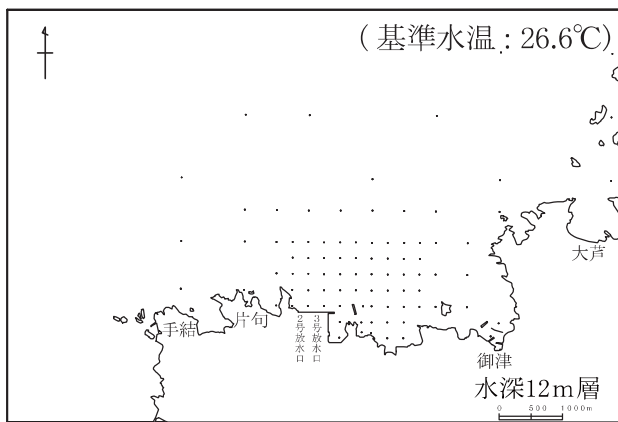 (基準水温：26.6℃)
大芦
手結
片句
2号放水口
3号放水口
御津
水深12m層
0 500 1000m